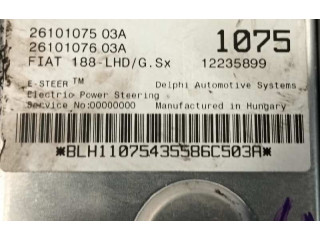 26101075 03A 1075
26101076 03A
FIAT 188-LHD/G.Sx 12235899
E-STEER™ Delphi Automotive Systems
Electric Power Steering
Service No:00000000 Manufactured in Hungary
*BLH11075435586C503A*